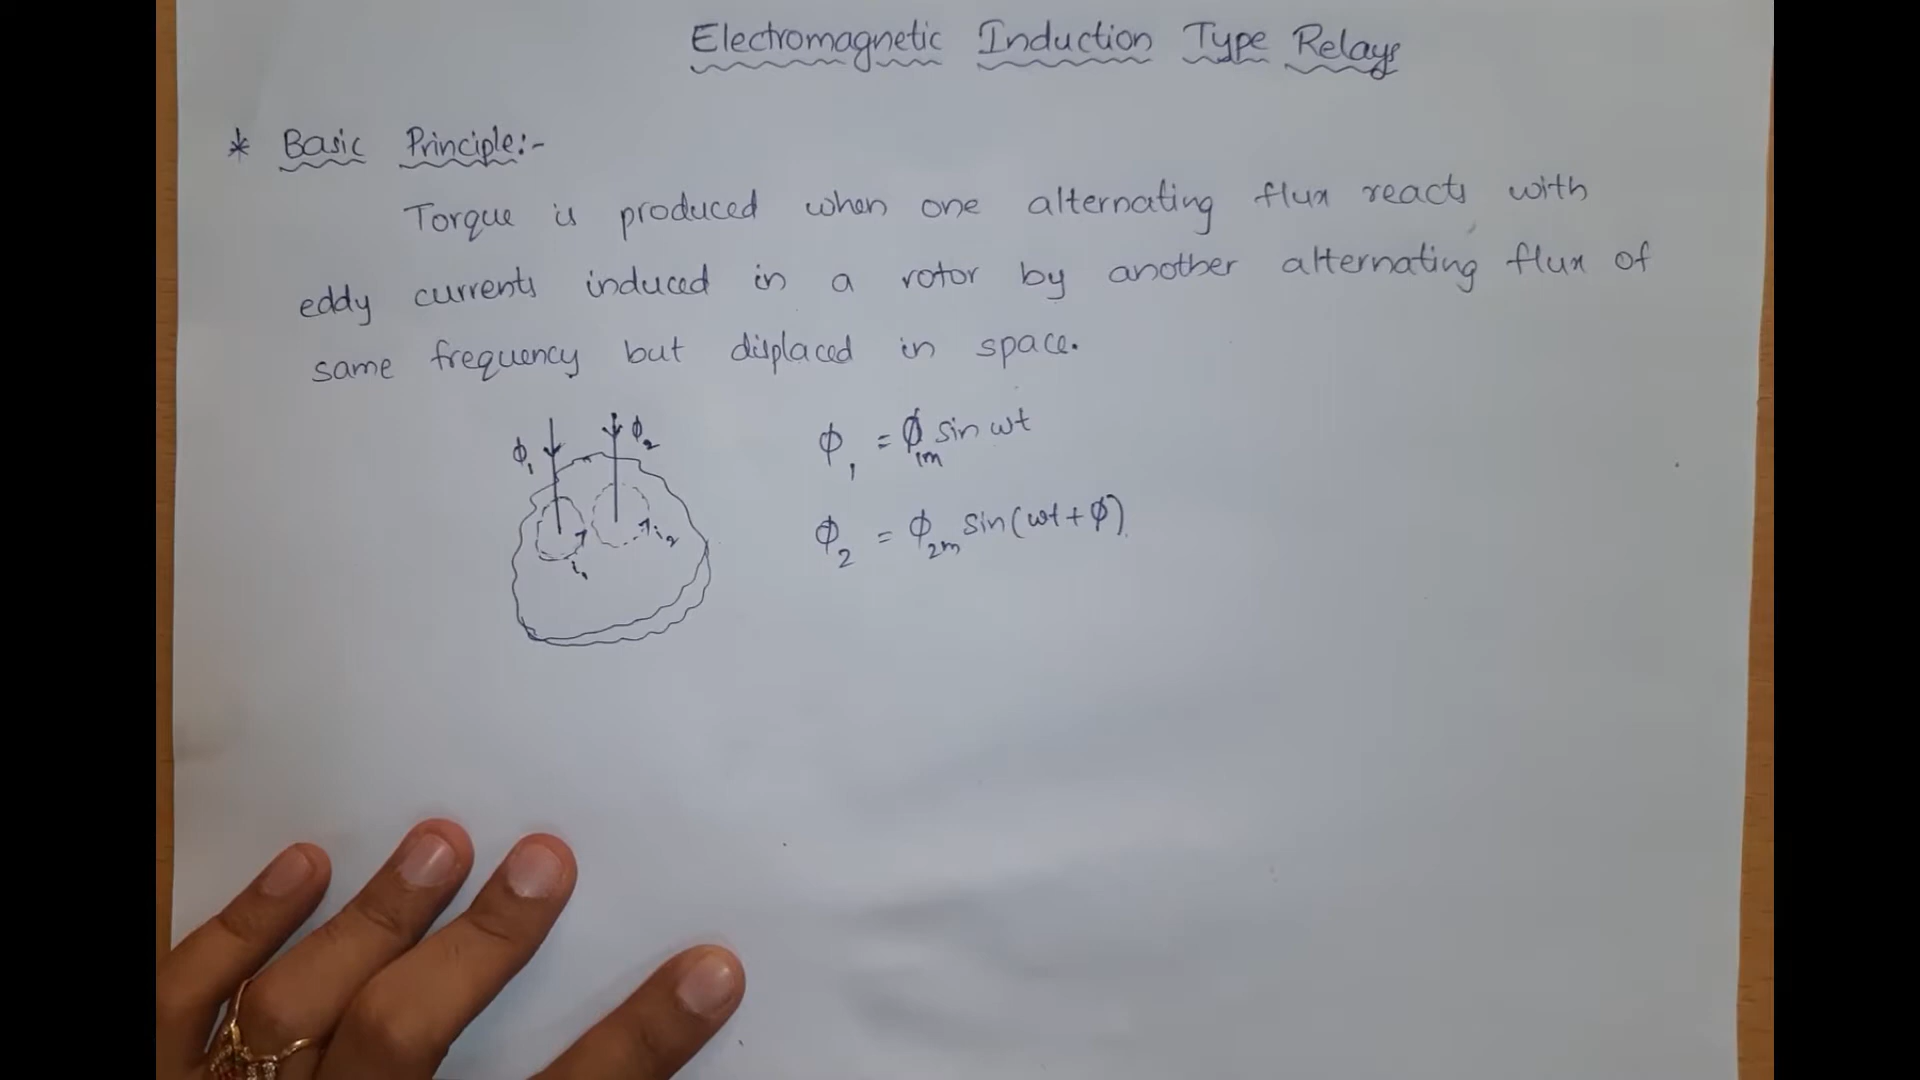 Electromagnetic Induction Type Relays
* Basic Principle:-
Torque is produced when one alternating flux reacts with
eddy currents induced in a rotor by another alternating flux of
same frequency but displaced in space.
ϕ₁ ϕ₂
i₁ i₂
ϕ₁ = ϕ₁ₘ sin ωt
ϕ₂ = ϕ₂ₘ sin(ωt + ϕ)